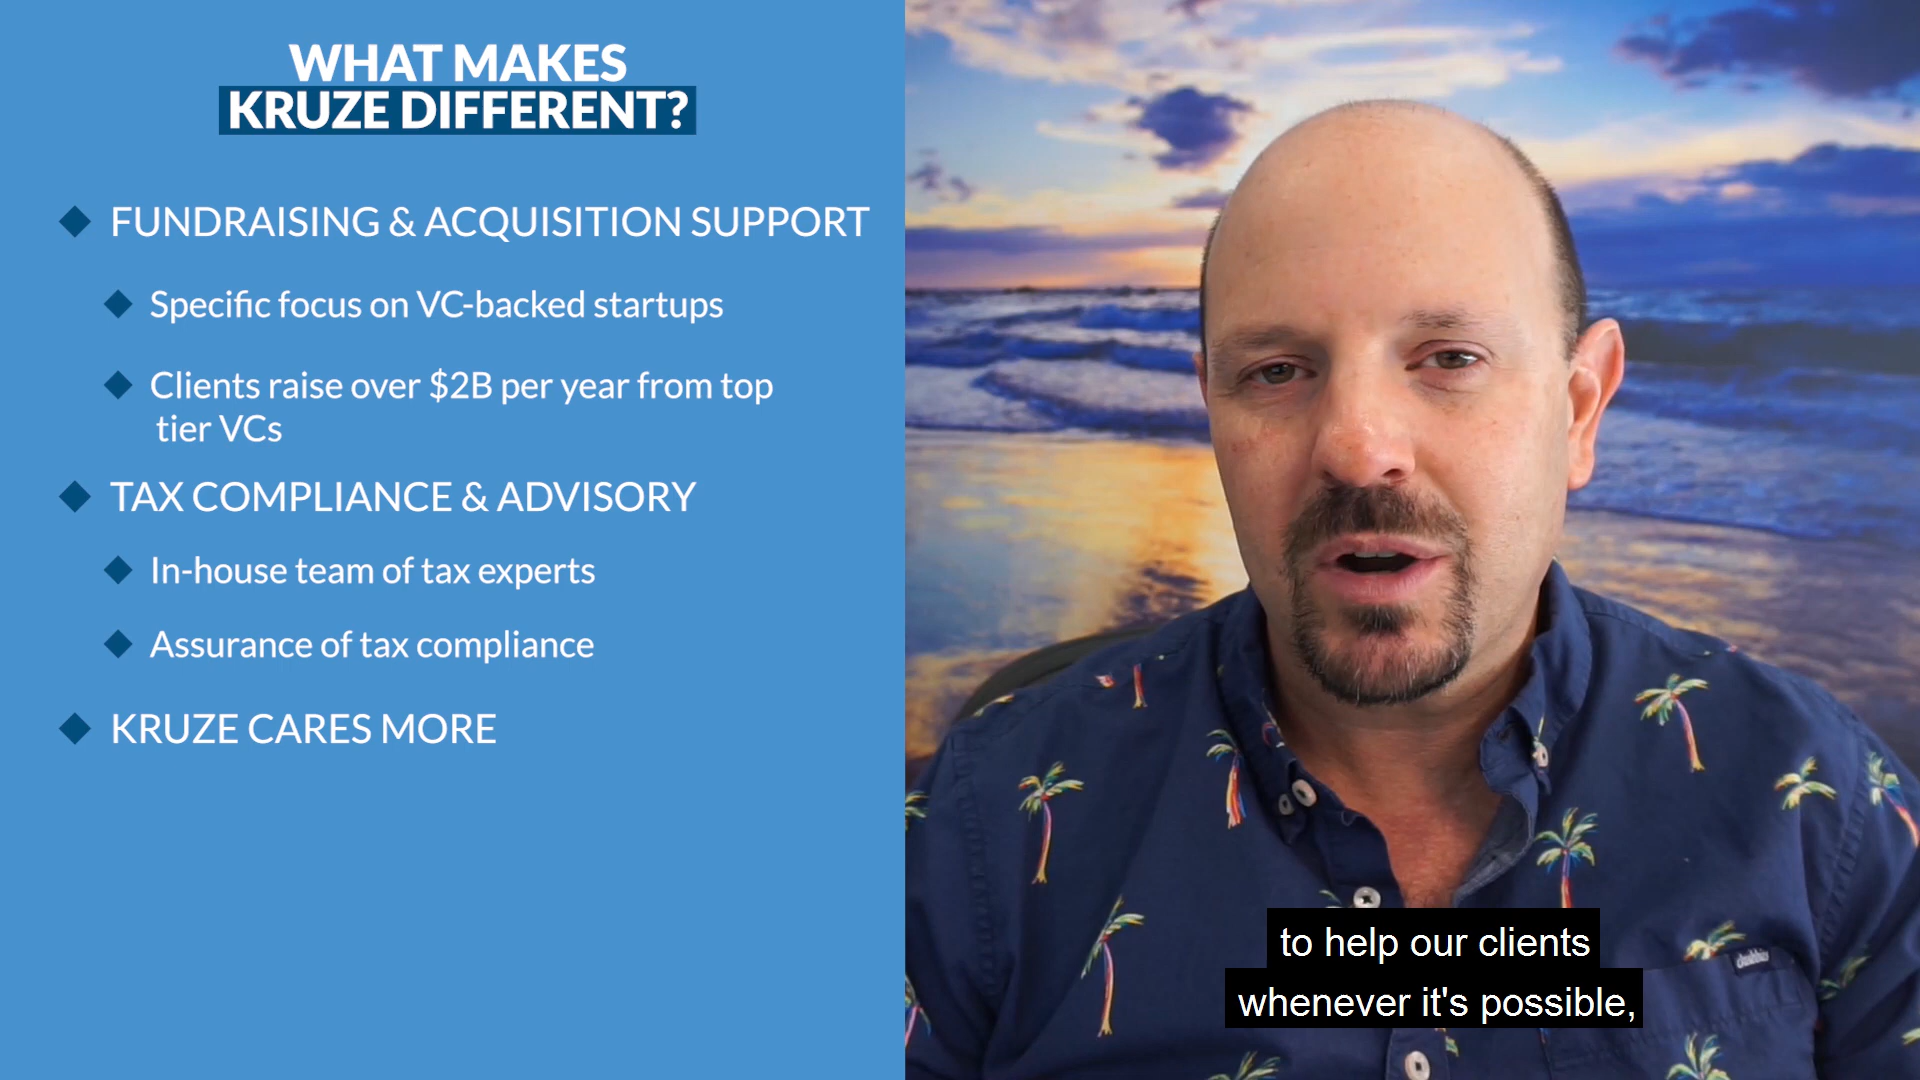 WHAT MAKES
KRUZE DIFFERENT?
FUNDRAISING & ACQUISITION SUPPORT
Specific focus on VC-backed startups
Clients raise over $2B per year from top
tier VCs
TAX COMPLIANCE & ADVISORY
In-house team of tax experts
Assurance of tax compliance
KRUZE CARES MORE
to help our clients
whenever it's possible,